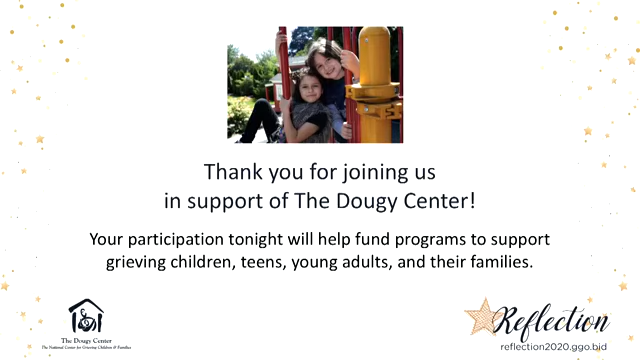 Thank you for joining us
in support of The Dougy Center!
Your participation tonight will help fund programs to support
grieving children, teens, young adults, and their families.
The Dougy Center
The National Center for Grieving Children & Families
Reflection
reflection2020.ggo.bid